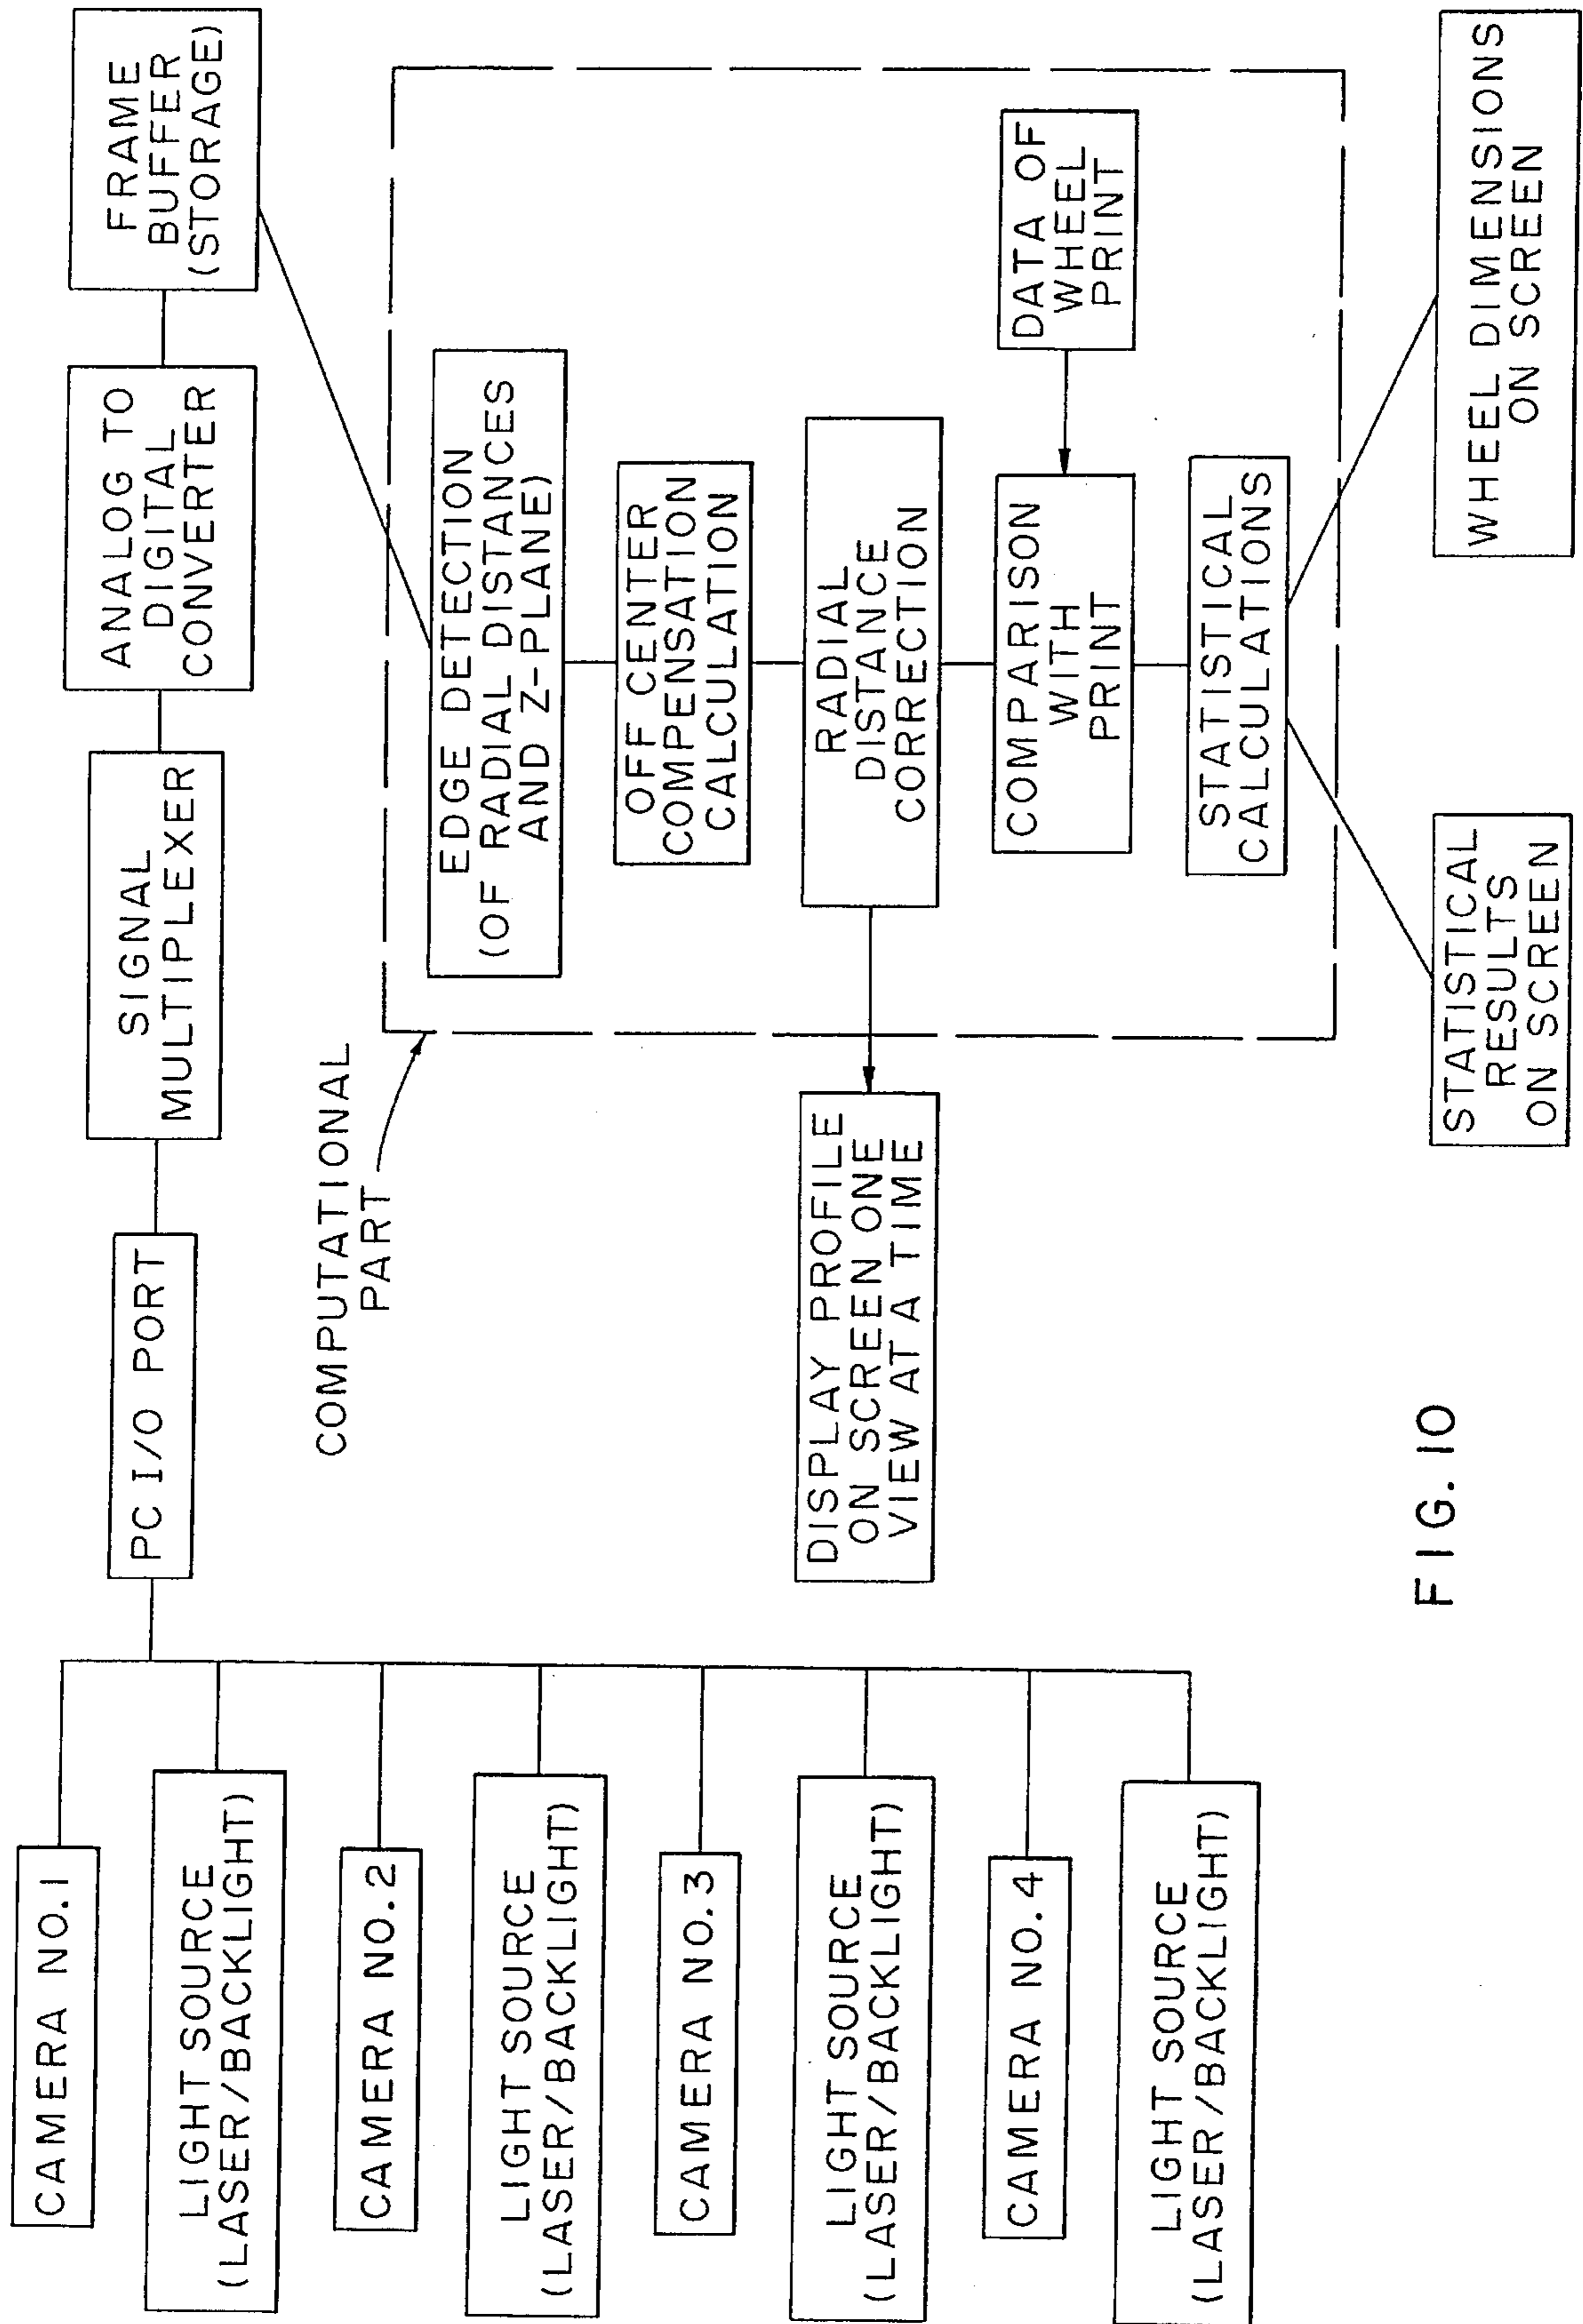 CAMERA NO.1
LIGHT SOURCE
(LASER/BACKLIGHT)
CAMERA NO.2
LIGHT SOURCE
(LASER/BACKLIGHT)
CAMERA NO.3
LIGHT SOURCE
(LASER/BACKLIGHT)
CAMERA NO.4
LIGHT SOURCE
(LASER/BACKLIGHT)
PC I/O PORT
SIGNAL
MULTIPLEXER
ANALOG TO
DIGITAL
CONVERTER
FRAME
BUFFER
(STORAGE)
COMPUTATIONAL
PART
EDGE DETECTION
(OF RADIAL DISTANCES
AND Z-PLANE)
OFF CENTER
COMPENSATION
CALCULATION
RADIAL
DISTANCE
CORRECTION
DISPLAY PROFILE
ON SCREEN ONE
VIEW AT A TIME
COMPARISON
WITH
PRINT
DATA OF
WHEEL
PRINT
STATISTICAL
CALCULATIONS
STATISTICAL
RESULTS
ON SCREEN
WHEEL DIMENSIONS
ON SCREEN
FIG.10